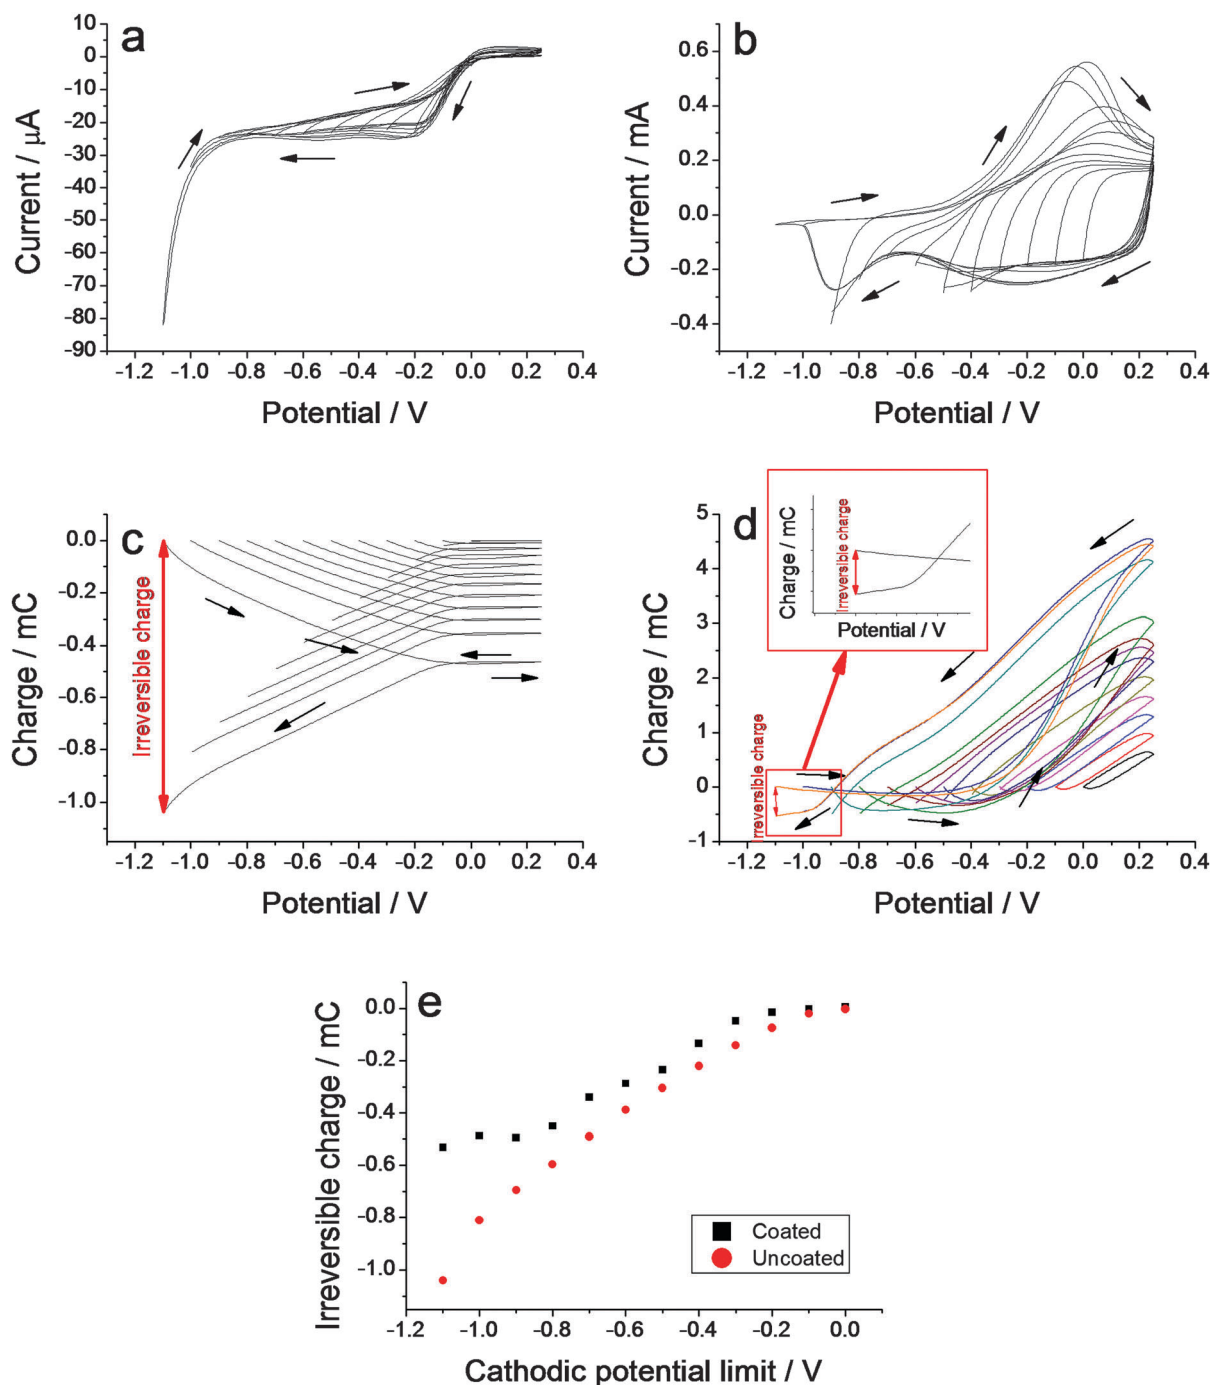 a
10
0
-10
-20
-30
-40
-50
-60
-70
-80
-90
Current / μA
-1.2 -1.0 -0.8 -0.6 -0.4 -0.2 0.0 0.2 0.4
Potential / V
b
0.6
0.4
0.2
0.0
-0.2
-0.4
Current / mA
-1.2 -1.0 -0.8 -0.6 -0.4 -0.2 0.0 0.2 0.4
Potential / V
c
0.0
-0.2
-0.4
-0.6
-0.8
-1.0
Charge / mC
Irreversible charge
-1.2 -1.0 -0.8 -0.6 -0.4 -0.2 0.0 0.2 0.4
Potential / V
d
5
4
3
2
1
0
-1
Charge / mC
Charge / mC
Irreversible charge
Potential / V
Irreversible charge
-1.2 -1.0 -0.8 -0.6 -0.4 -0.2 0.0 0.2 0.4
Potential / V
e
0.0
-0.2
-0.4
-0.6
-0.8
-1.0
Irreversible charge / mC
Coated
Uncoated
-1.2 -1.0 -0.8 -0.6 -0.4 -0.2 0.0
Cathodic potential limit / V